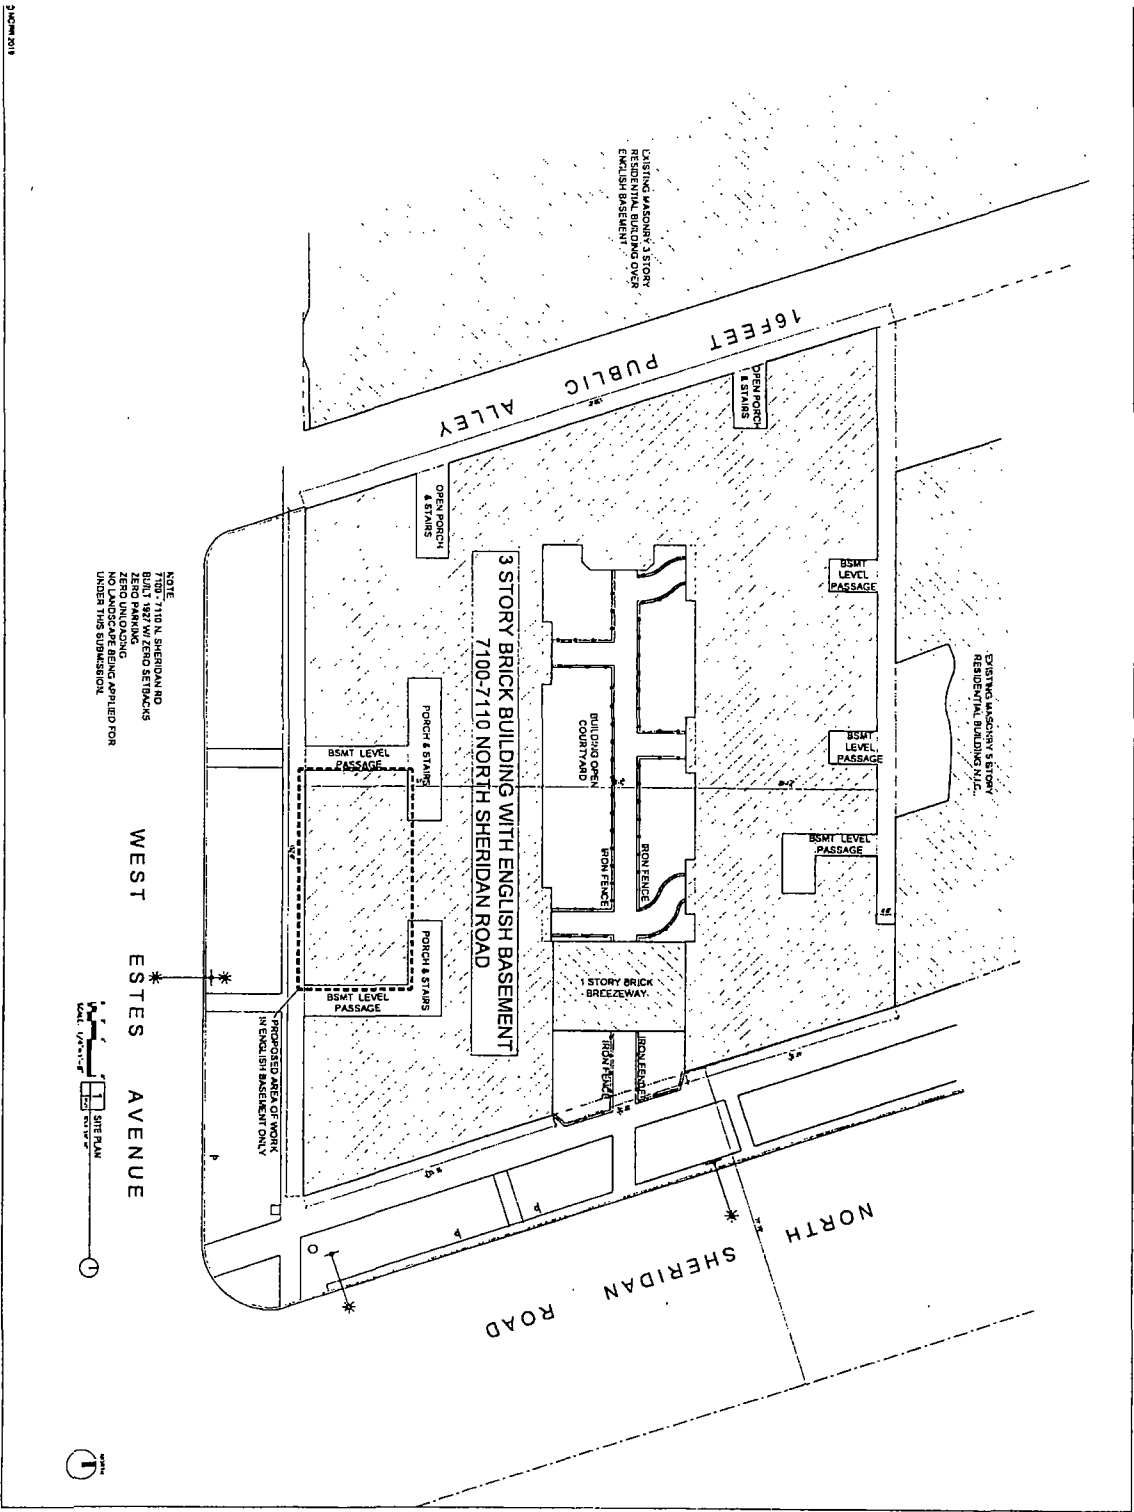 EXISTING MASONRY 3 STORY
RESIDENTIAL BUILDING OVER
ENGLISH BASEMENT
16 FEET PUBLIC ALLEY
OPEN PORCH
& STAIRS
OPEN PORCH
& STAIRS
BSMT
LEVEL
PASSAGE
BSMT
LEVEL
PASSAGE
BSMT LEVEL
PASSAGE
EXISTING MASONRY 5 STORY
RESIDENTIAL BUILDING N.I.C.
3 STORY BRICK BUILDING WITH ENGLISH BASEMENT
7100-7110 NORTH SHERIDAN ROAD
BUILDING OPEN
COURTYARD
IRON FENCE
IRON FENCE
1 STORY BRICK
BREEZEWAY
IRON FENCE
IRON FENCE
PORCH & STAIRS
BSMT LEVEL
PASSAGE
PORCH & STAIRS
BSMT LEVEL
PASSAGE
PROPOSED AREA OF WORK
IN ENGLISH BASEMENT ONLY
NOTE
7100 - 7110 N. SHERIDAN RD
BUILT 1927 W/ ZERO SETBACKS
ZERO PARKING
ZERO UNLOADING
NO LANDSCAPE BEING APPLIED FOR
UNDER THIS SUBMISSION.
WEST ESTES AVENUE
NORTH SHERIDAN ROAD
1
SITE PLAN
NORTH